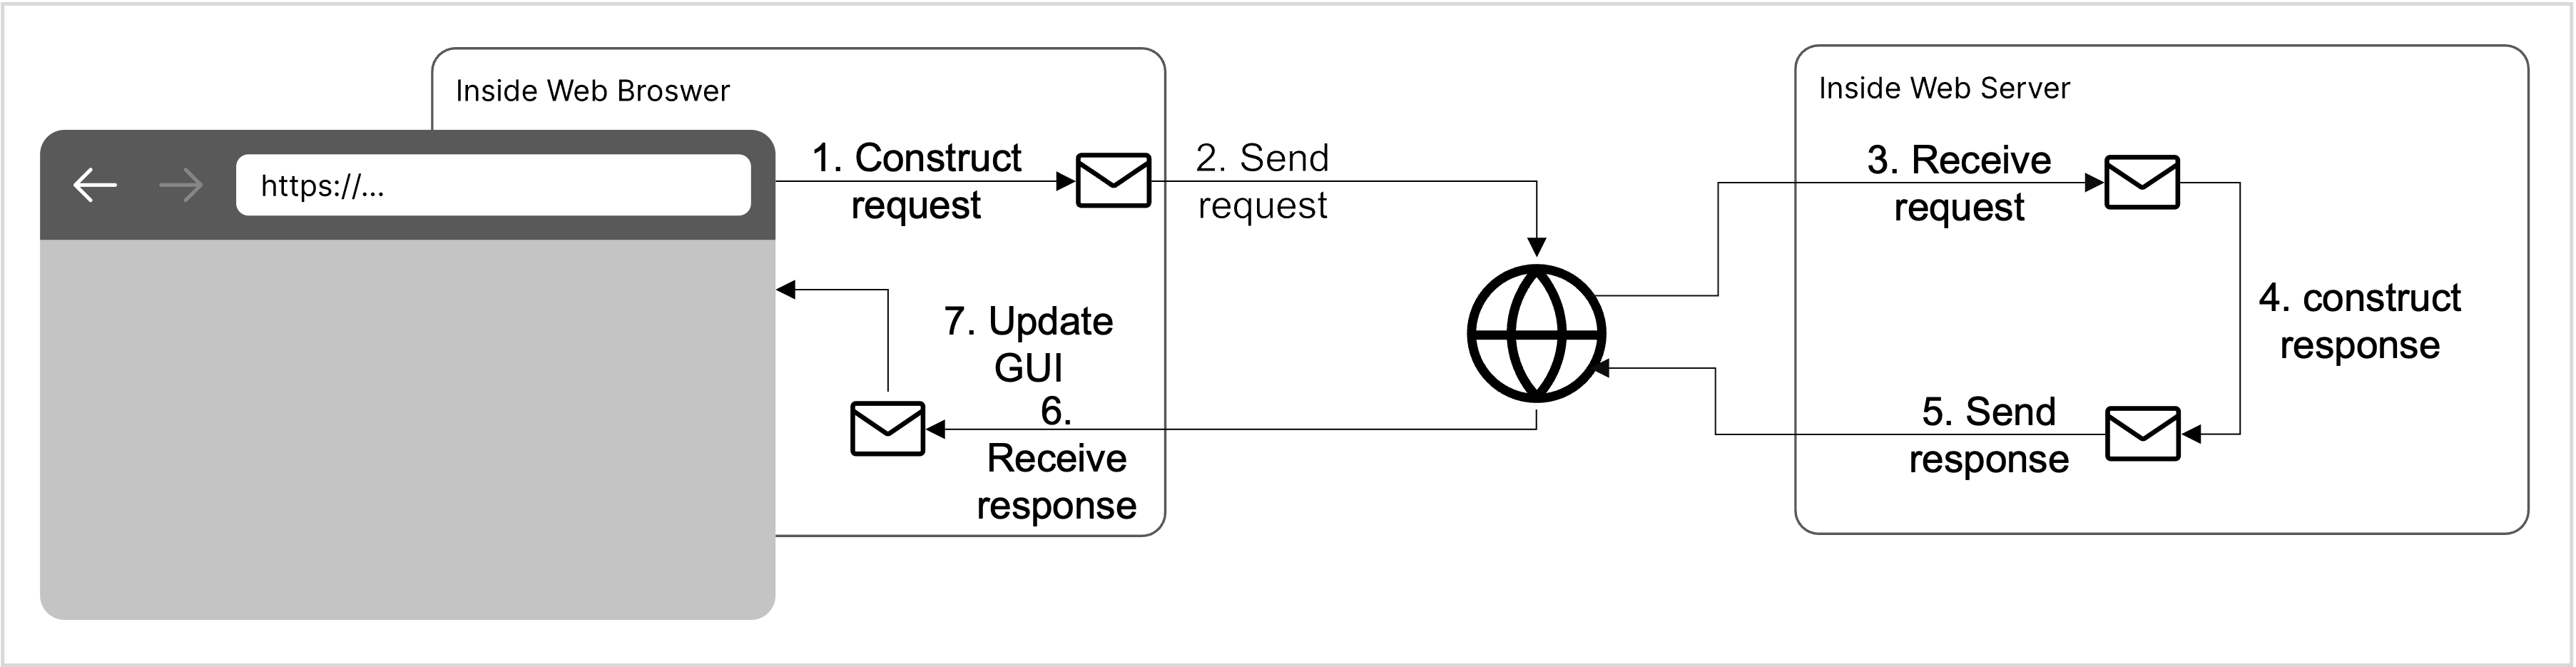 Inside Web Broswer
https://...
1. Construct
request
2. Send
request
Inside Web Server
3. Receive
request
4. construct
response
5. Send
response
6.
Receive
response
7. Update
GUI